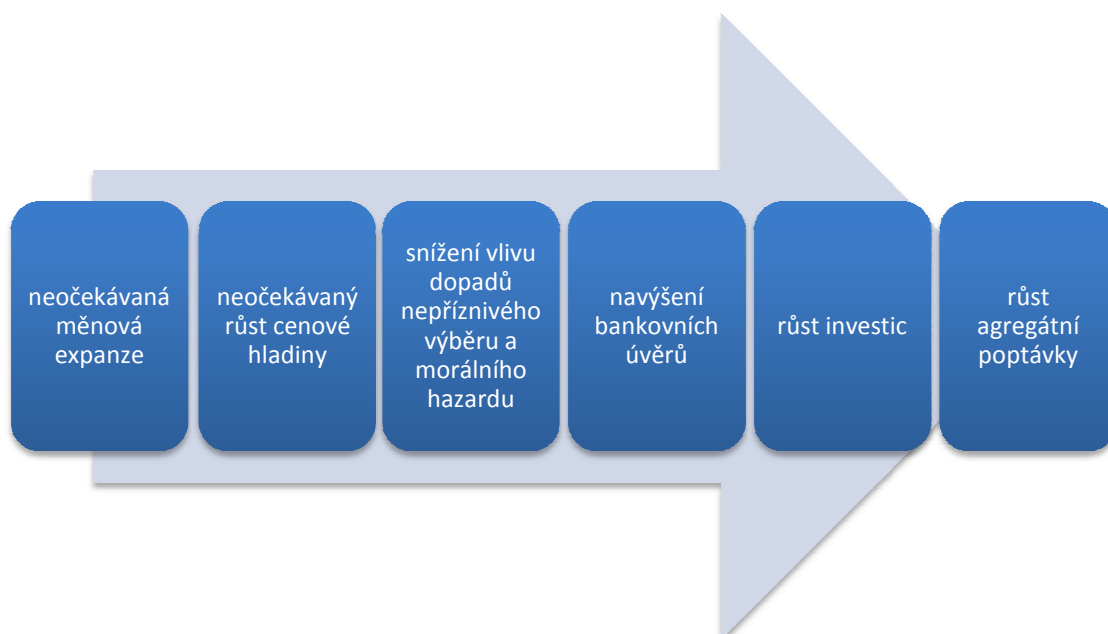 neočekávaná
měnová
expanze
neočekávaný
růst cenové
hladiny
snížení vlivu
dopadů
nepříznivého
výběru a
morálního
hazardu
navýšení
bankovních
úvěrů
růst investic
růst
agregátní
poptávky